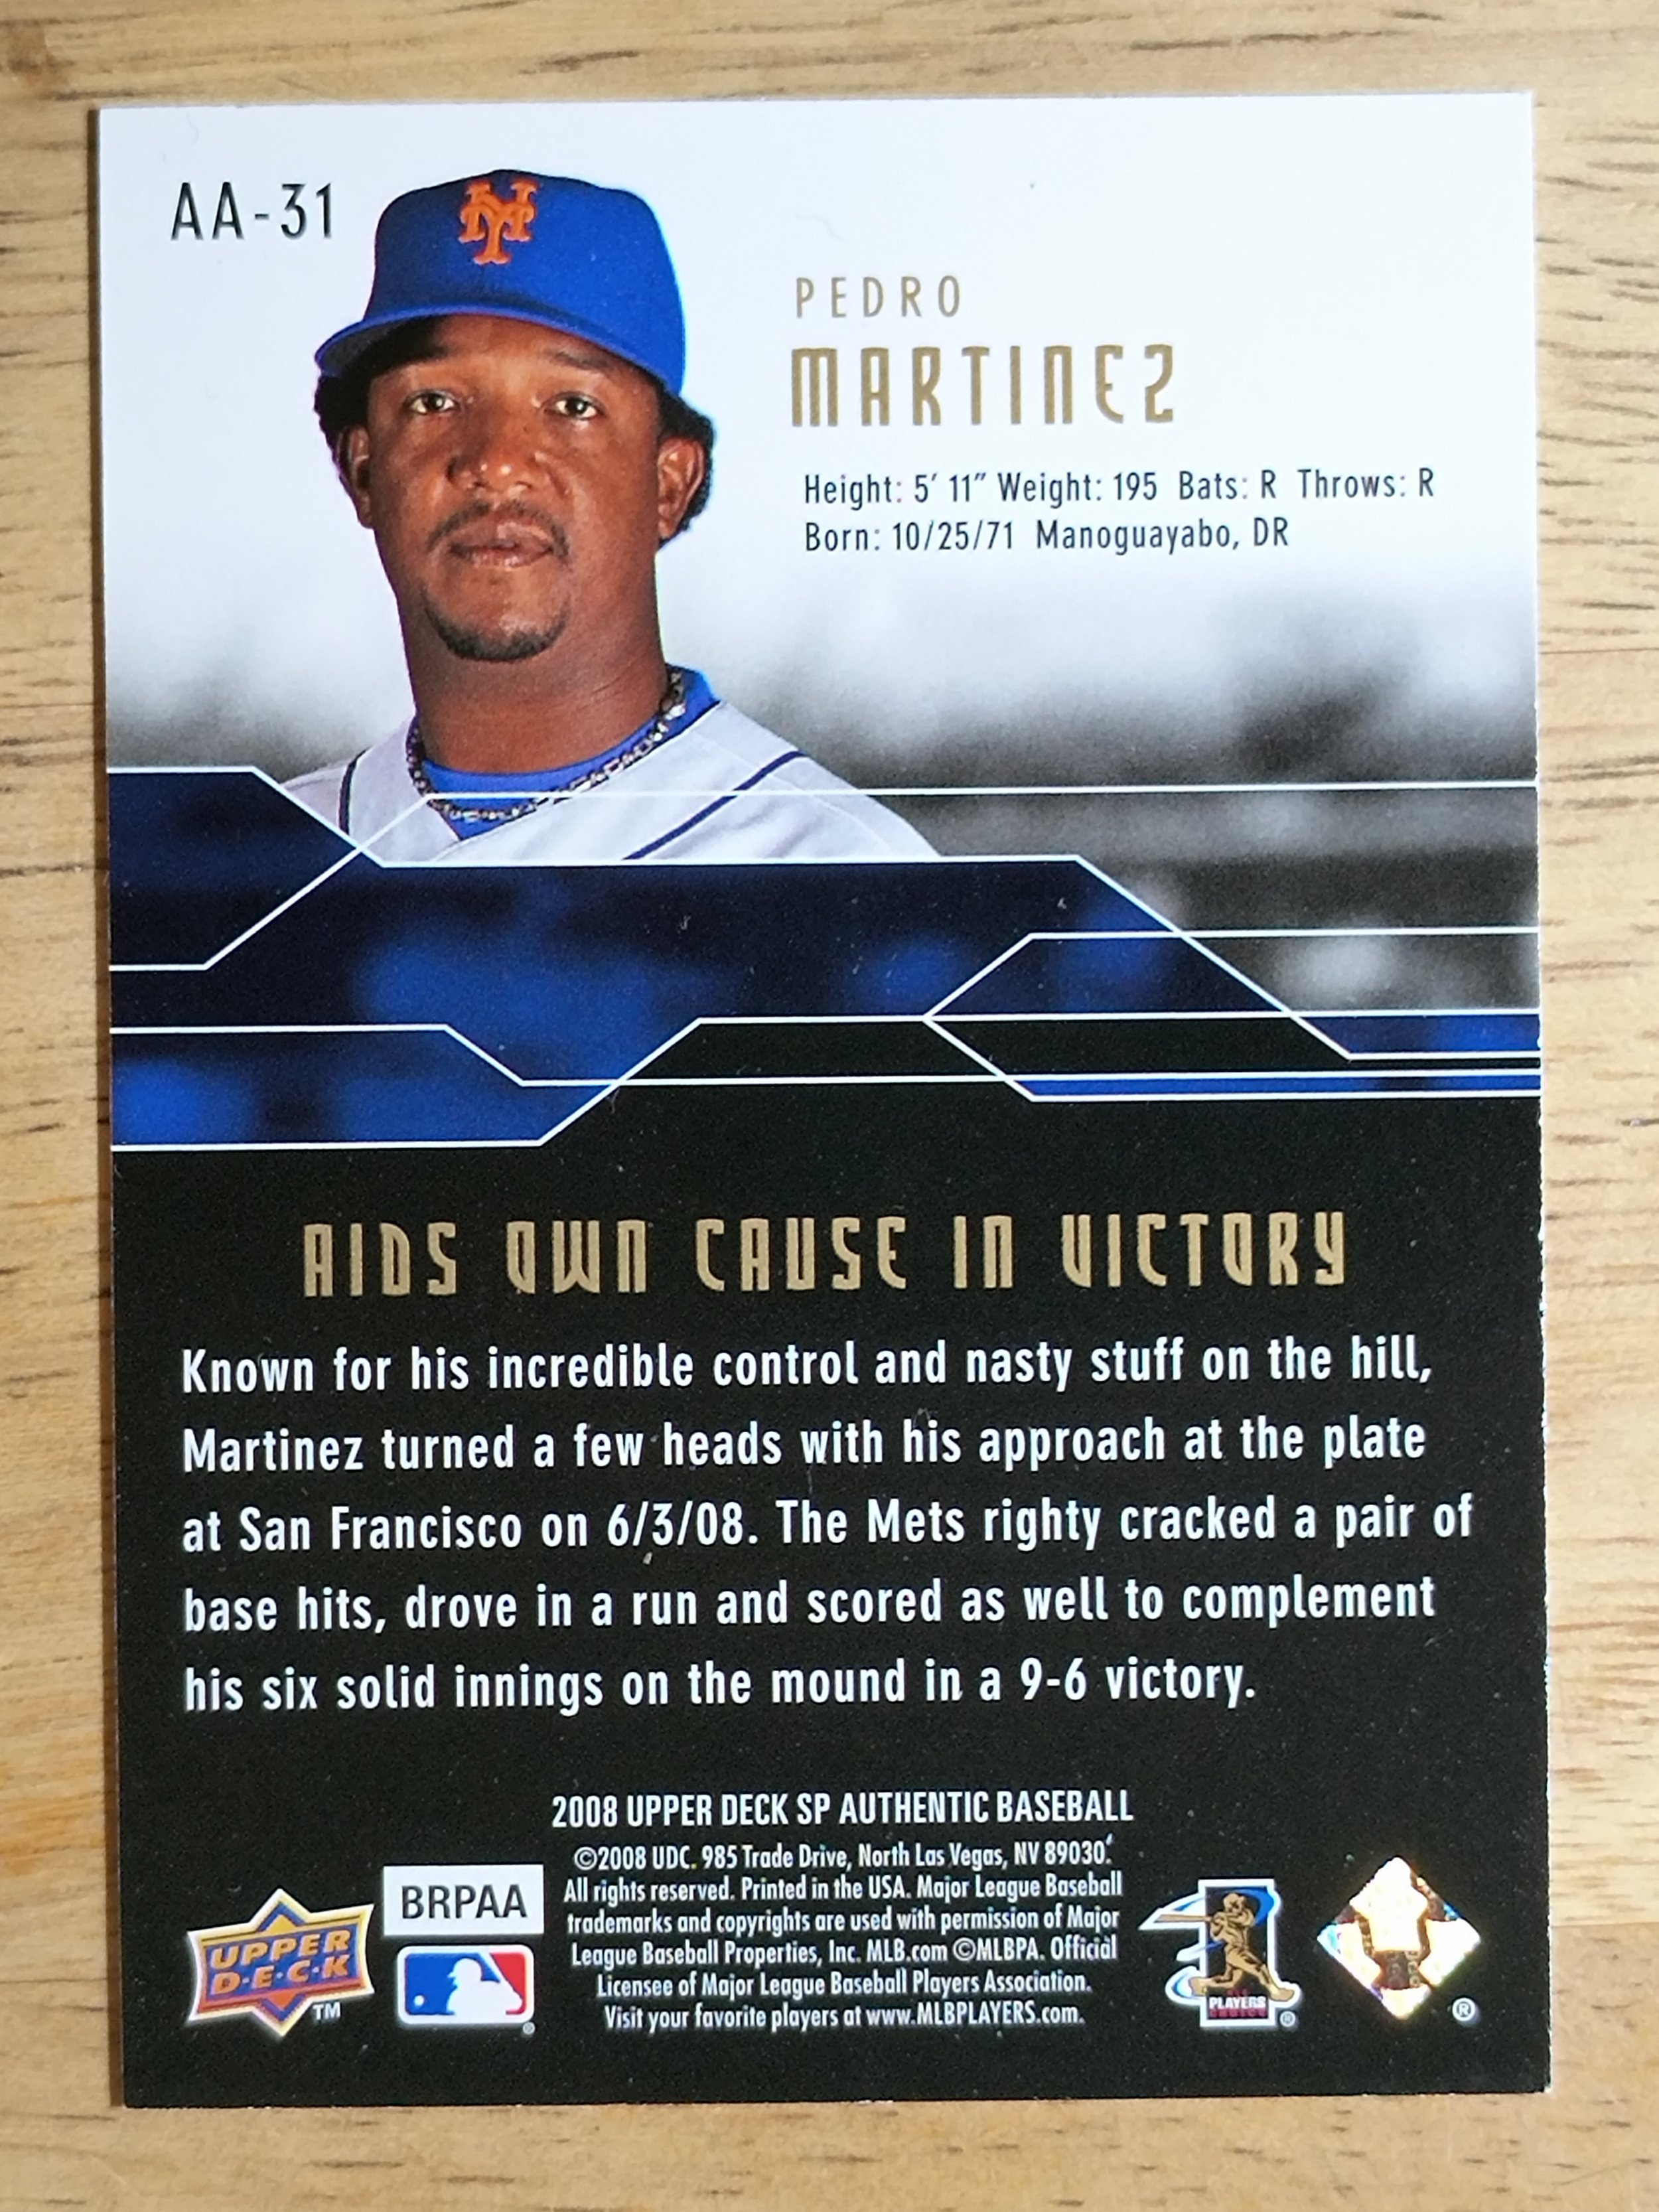 AA-31
NY
PEDRO
MARTINEZ
Height: 5' 11" Weight: 195 Bats: R Throws: R
Born: 10/25/71 Manoguayabo, DR
AIDS OWN CAUSE IN VICTORY
Known for his incredible control and nasty stuff on the hill,
Martinez turned a few heads with his approach at the plate
at San Francisco on 6/3/08. The Mets righty cracked a pair of
base hits, drove in a run and scored as well to complement
his six solid innings on the mound in a 9-6 victory.
2008 UPPER DECK SP AUTHENTIC BASEBALL
©2008 UDC. 985 Trade Drive, North Las Vegas, NV 89030.
All rights reserved. Printed in the USA. Major League Baseball
trademarks and copyrights are used with permission of Major
League Baseball Properties, Inc. MLB.com ©MLBPA. Official
Licensee of Major League Baseball Players Association.
Visit your favorite players at www.MLBPLAYERS.com.
UPPER
D·E·C·K
TM
BRPAA
®
PLAYERS
CHOICE
®
®